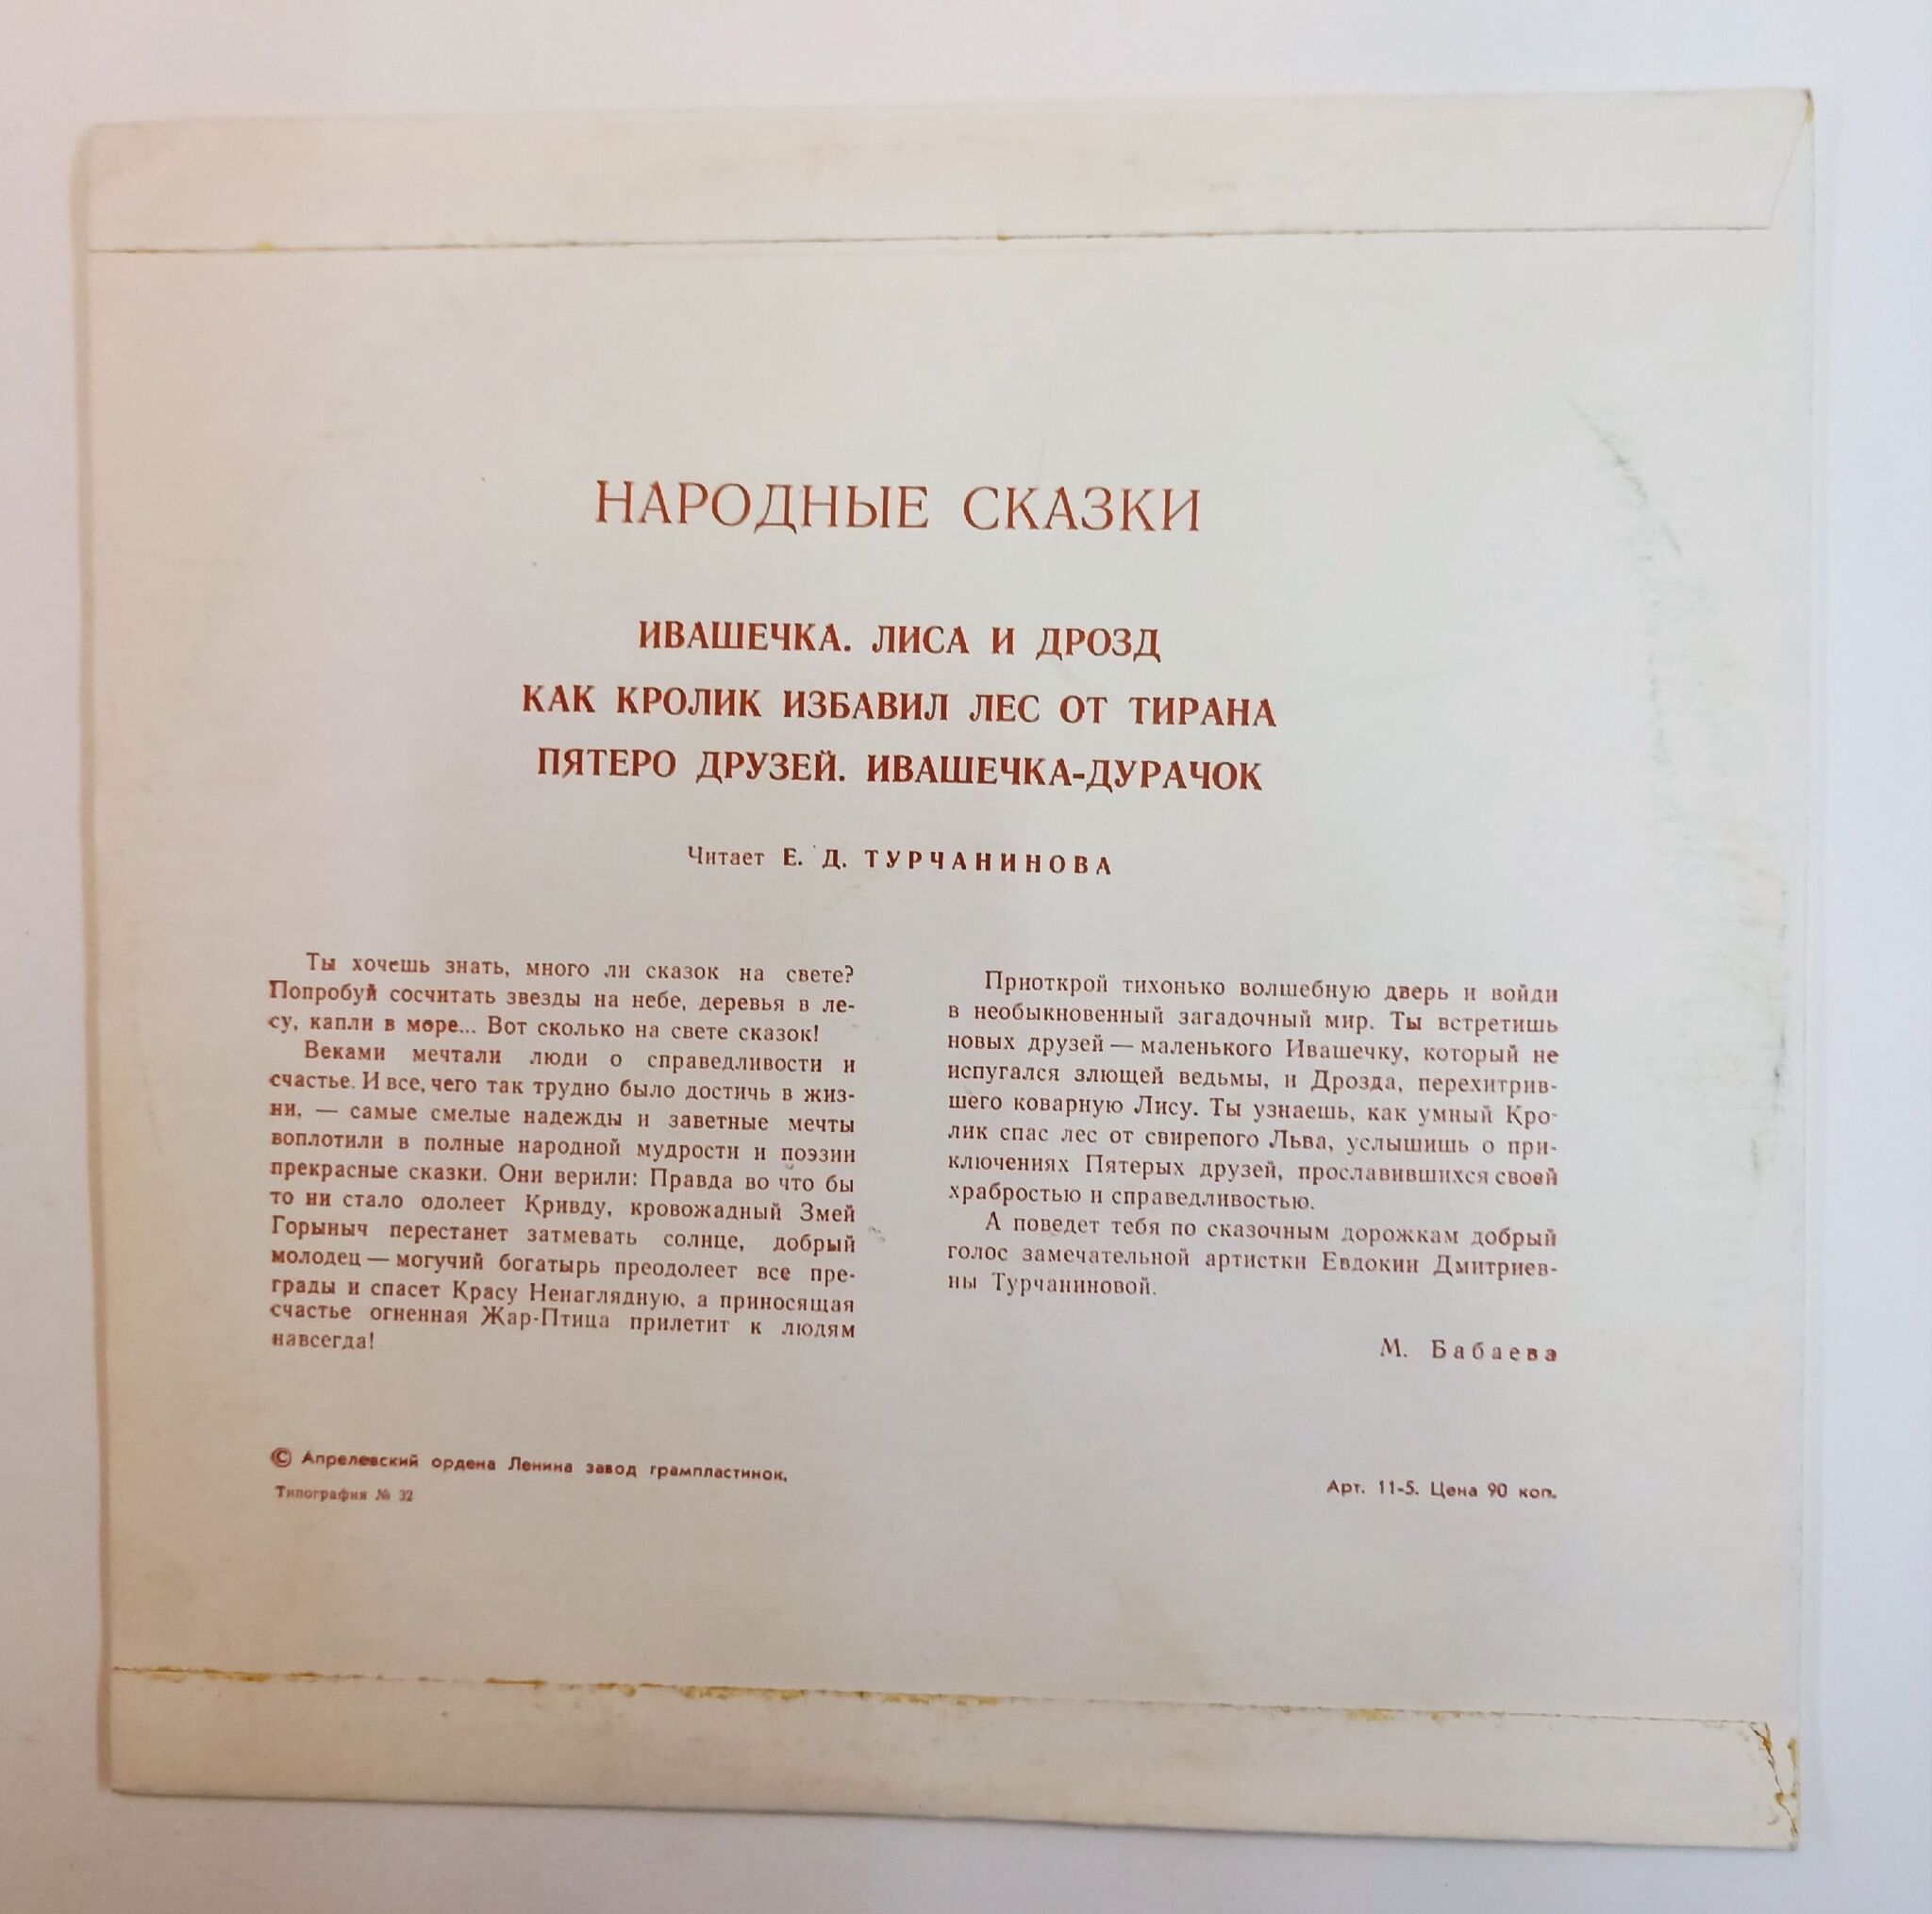 НАРОДНЫЕ СКАЗКИ
ИВАШЕЧКА. ЛИСА И ДРОЗД
КАК КРОЛИК ИЗБАВИЛ ЛЕС ОТ ТИРАНА
ПЯТЕРО ДРУЗЕЙ. ИВАШЕЧКА-ДУРАЧОК
Читает Е. Д. ТУРЧАНИНОВА
Ты хочешь знать, много ли сказок на свете?
Попробуй сосчитать звезды на небе, деревья в ле-
су, капли в море... Вот сколько на свете сказок!
Веками мечтали люди о справедливости и
счастье. И все, чего так трудно было достичь в жиз-
ни, — самые смелые надежды и заветные мечты
воплотили в полные народной мудрости и поэзии
прекрасные сказки. Они верили: Правда во что бы
то ни стало одолеет Кривду, кровожадный Змей
Горыныч перестанет затмевать солнце, добрый
молодец — могучий богатырь преодолеет все пре-
грады и спасет Красу Ненаглядную, а приносящая
счастье огненная Жар-Птица прилетит к людям
навсегда!
Приоткрой тихонько волшебную дверь и войди
в необыкновенный загадочный мир. Ты встретишь
новых друзей — маленького Ивашечку, который не
испугался злющей ведьмы, и Дрозда, перехитрив-
шего коварную Лису. Ты узнаешь, как умный Кро-
лик спас лес от свирепого Льва, услышишь о при-
ключениях Пятерых друзей, прославившихся своей
храбростью и справедливостью.
А поведет тебя по сказочным дорожкам добрый
голос замечательной артистки Евдокии Дмитриев-
ны Турчаниновой.
М. Бабаева
© Апрелевский ордена Ленина завод грампластинок,
Типография № 32
Арт. 11-5. Цена 90 коп.